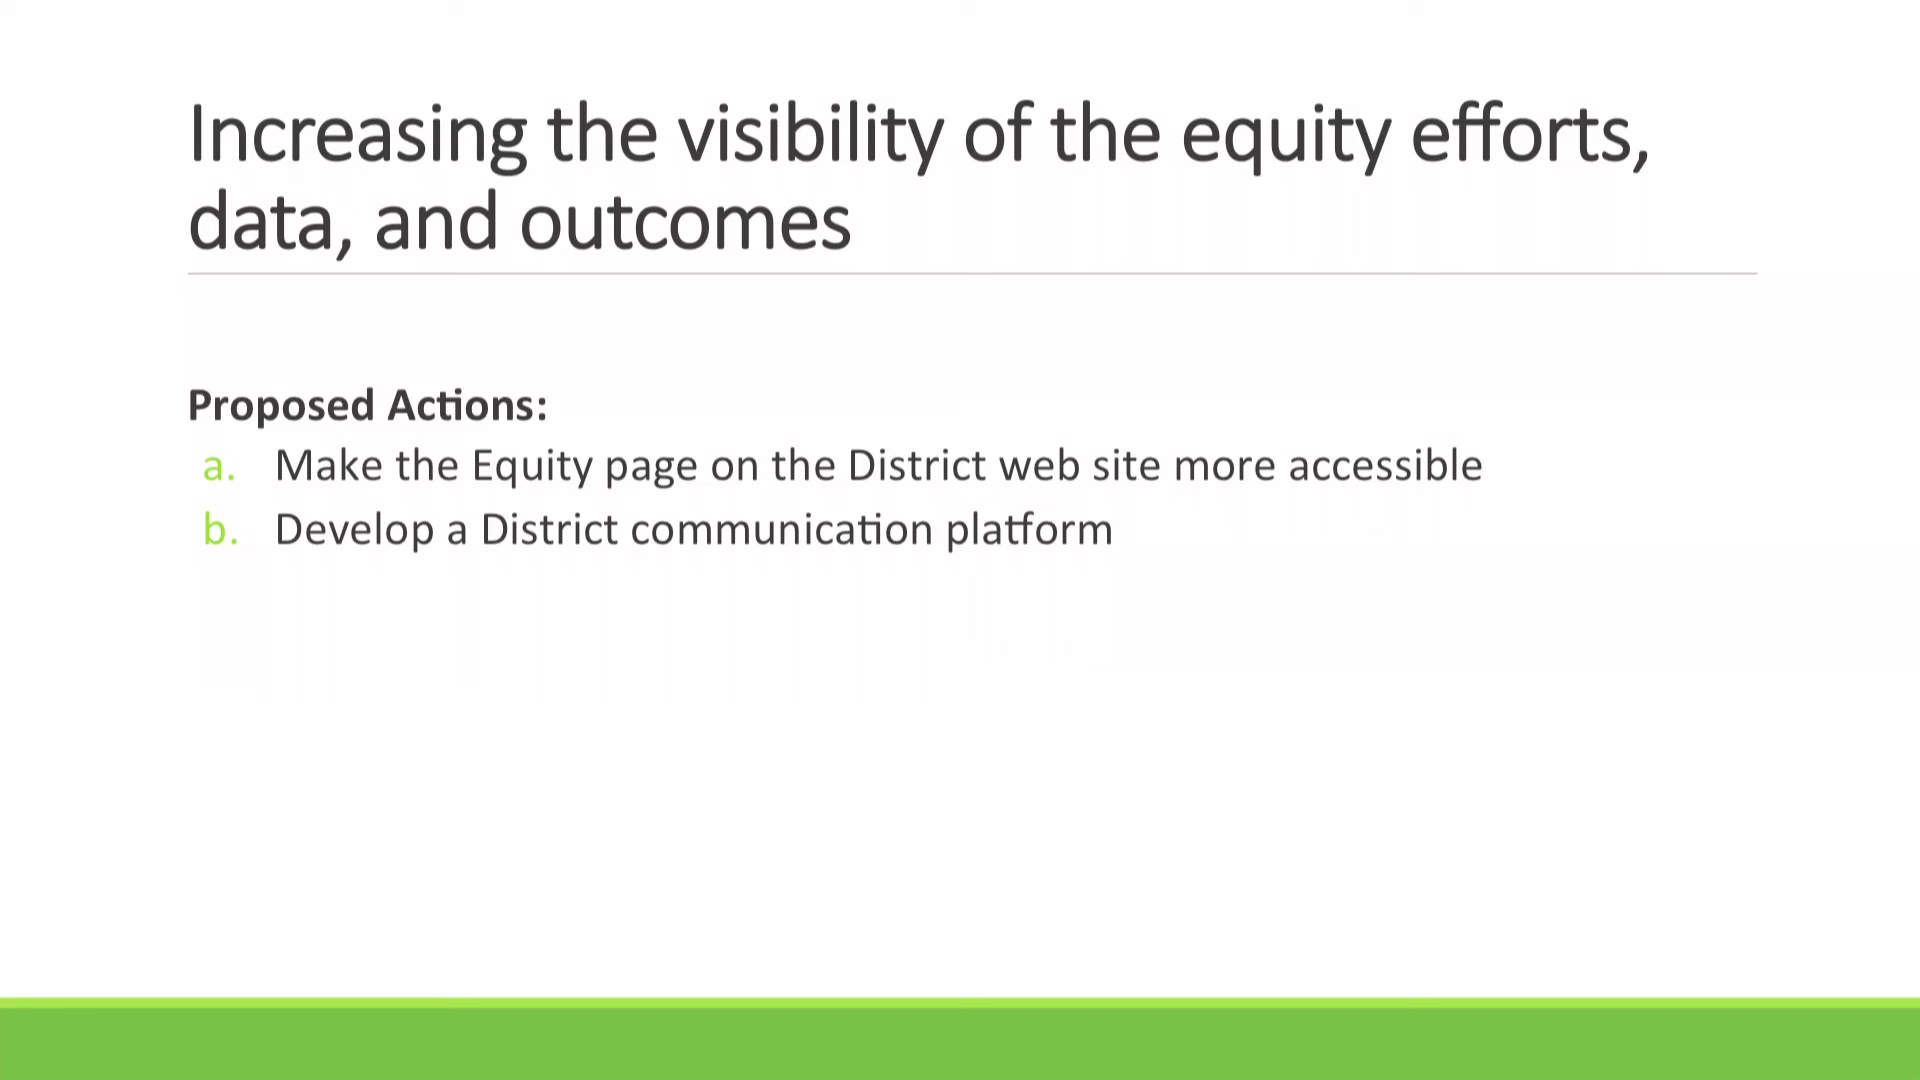 Increasing the visibility of the equity efforts,
data, and outcomes
Proposed Actions:
a. Make the Equity page on the District web site more accessible
b. Develop a District communication platform